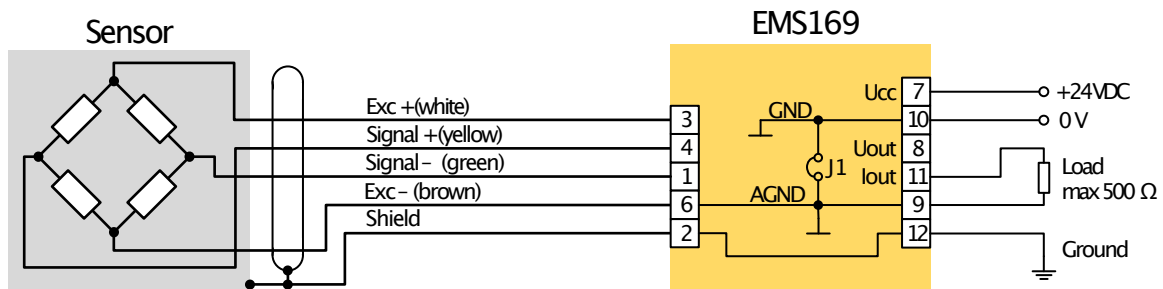 Sensor
EMS169
Exc +(white)
Signal +(yellow)
Signal – (green)
Exc – (brown)
Shield
3
4
1
6
2
GND
AGND
J1
Ucc
Uout
Iout
7
10
8
11
9
12
+24VDC
0 V
Load
max 500 Ω
Ground